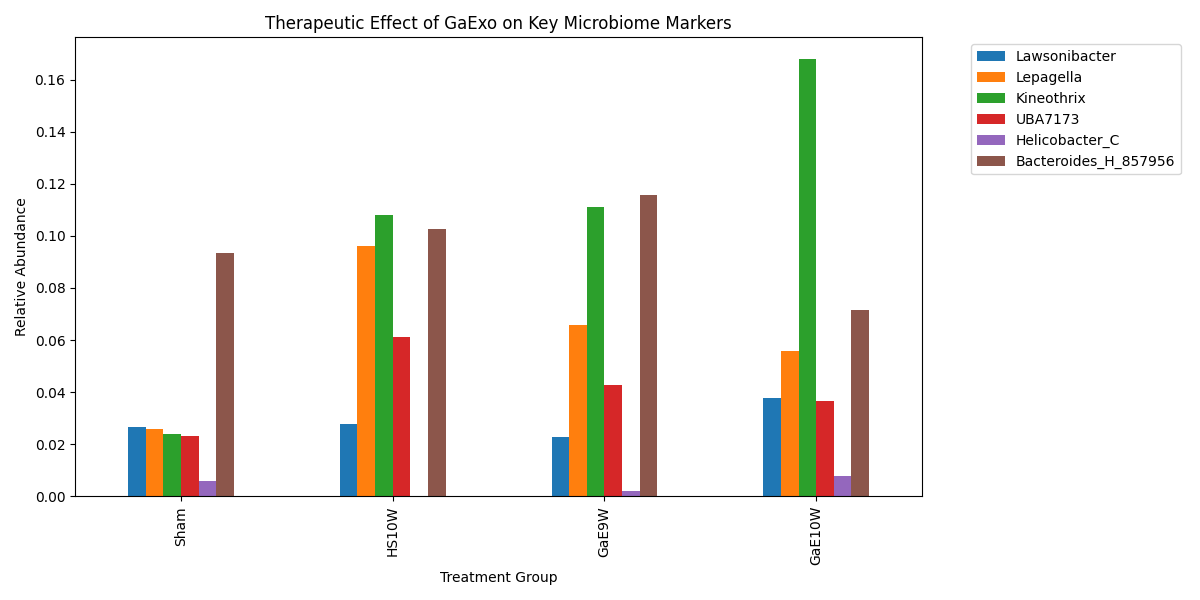 Therapeutic Effect of GaExo on Key Microbiome Markers
Lawsonibacter
Lepagella
Kineothrix
UBA7173
Helicobacter_C
Bacteroides_H_857956
Relative Abundance
0.16
0.14
0.12
0.10
0.08
0.06
0.04
0.02
0.00
Sham
HS10W
GaE9W
GaE10W
Treatment Group